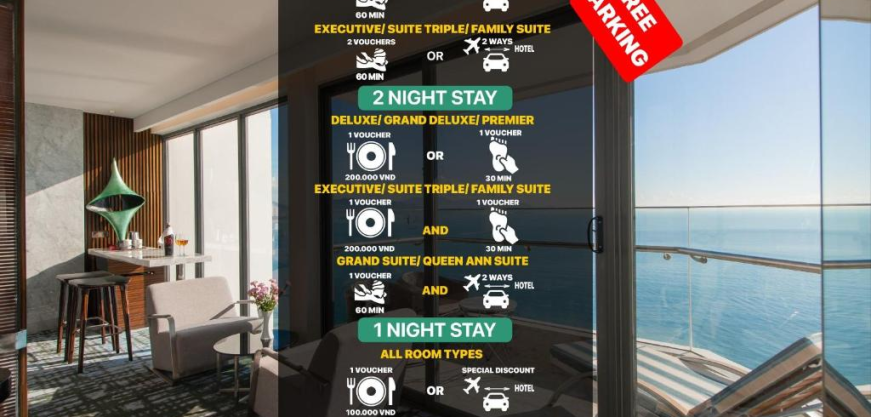 60 MIN
EXECUTIVE/ SUITE TRIPLE/ FAMILY SUITE
2 VOUCHERS 2 WAYS
OR HOTEL
60 MIN
2 NIGHT STAY
DELUXE/ GRAND DELUXE/ PREMIER
1 VOUCHER 1 VOUCHER
OR
200.000 VND 30 MIN
EXECUTIVE/ SUITE TRIPLE/ FAMILY SUITE
1 VOUCHER 1 VOUCHER
AND
200.000 VND 30 MIN
GRAND SUITE/ QUEEN ANN SUITE
1 VOUCHER 2 WAYS
AND HOTEL
60 MIN
1 NIGHT STAY
ALL ROOM TYPES
1 VOUCHER SPECIAL DISCOUNT
OR HOTEL
100.000 VND